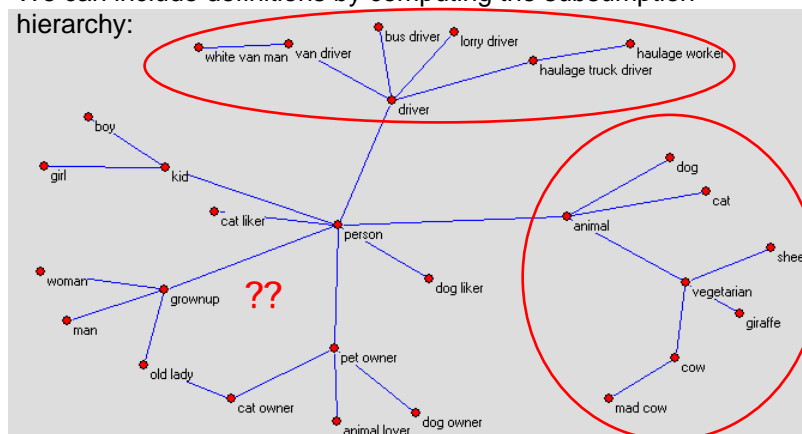 hierarchy:
bus driver
lorry driver
white van man
van driver
haulage worker
haulage truck driver
driver
boy
girl
kid
dog
cat
cat liker
person
animal
woman
grownup
??
dog liker
vegetarian
giraffe
man
old lady
pet owner
cow
cat owner
animal lover
dog owner
mad cow